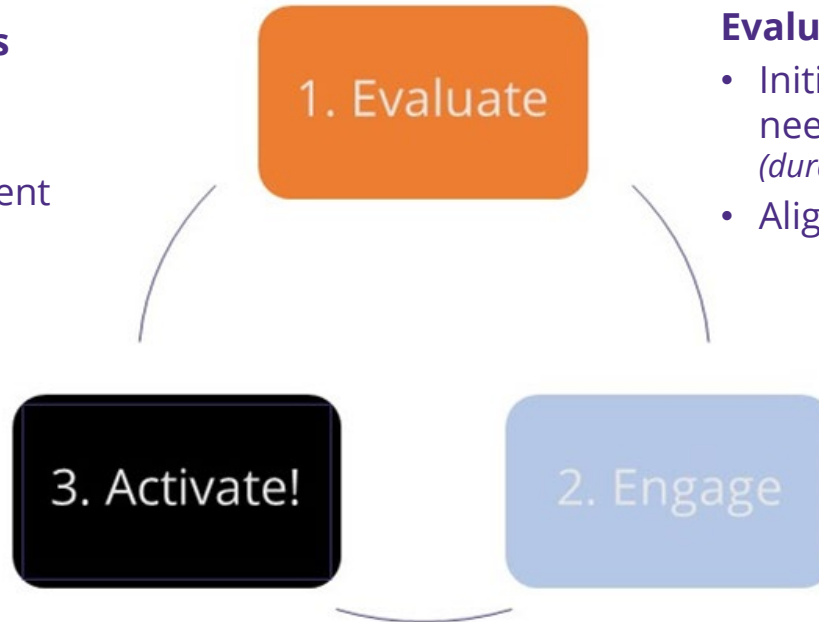 s
ent
1. Evaluate
Evalu
• Initi
nee
(dur
• Alig
3. Activate!
2. Engage